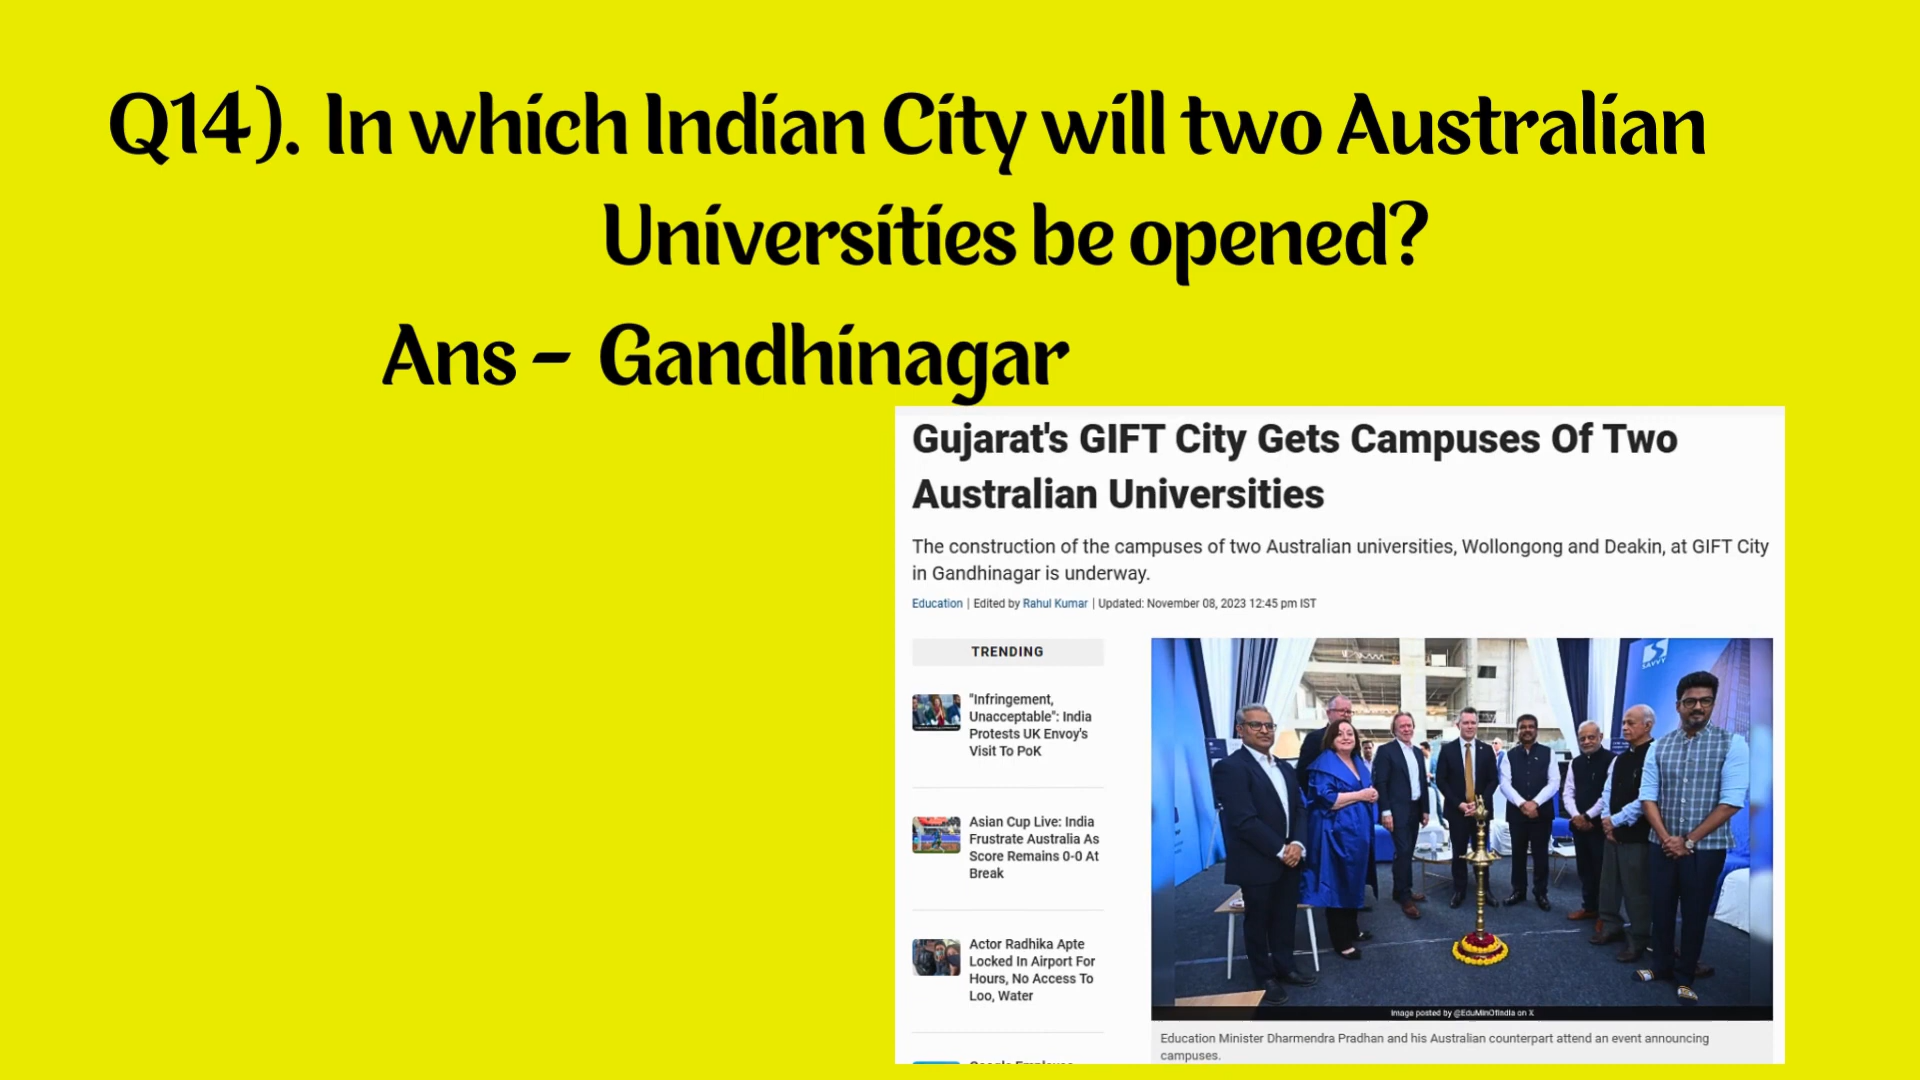 Q14). In which Indian City will two Australian
Universities be opened?
Ans - Gandhinagar
Gujarat's GIFT City Gets Campuses Of Two
Australian Universities
The construction of the campuses of two Australian universities, Wollongong and Deakin, at GIFT City
in Gandhinagar is underway.
Education | Edited by Rahul Kumar | Updated: November 08, 2023 12:45 pm IST
TRENDING
"Infringement,
Unacceptable": India
Protests UK Envoy's
Visit To PoK
Asian Cup Live: India
Frustrate Australia As
Score Remains 0-0 At
Break
Actor Radhika Apte
Locked In Airport For
Hours, No Access To
Loo, Water
SAVVY
Image posted by @EduMinOfIndia on X
Education Minister Dharmendra Pradhan and his Australian counterpart attend an event announcing
campuses.